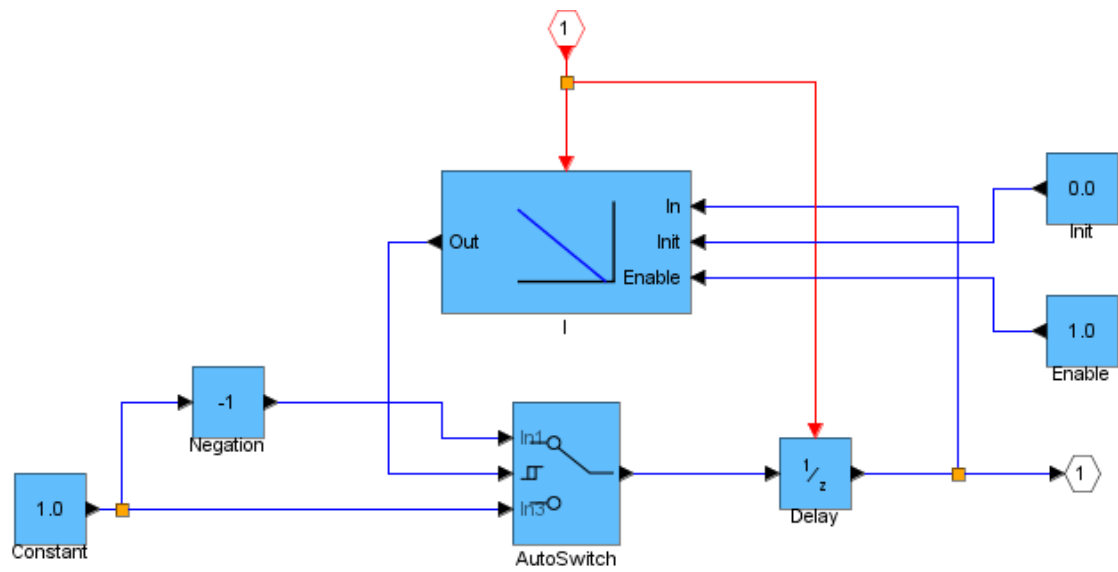 1
In
0.0
Out
Init
Init
Enable
1.0
I
Enable
-1
Negation
In1
1.0
In3
1/z
1
Constant
AutoSwitch
Delay